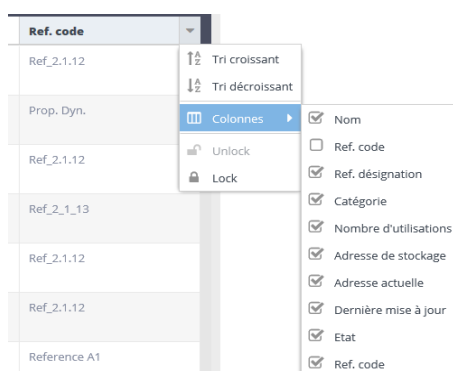 Ref. code
Ref_2.1.12
Prop. Dyn.
Ref_2.1.12
Ref_2_1_13
Ref_2.1.12
Ref_2.1.12
Reference A1
Tri croissant
Tri décroissant
Colonnes
Unlock
Lock
Nom
Ref. code
Ref. désignation
Catégorie
Nombre d'utilisations
Adresse de stockage
Adresse actuelle
Dernière mise à jour
Etat
Ref. code